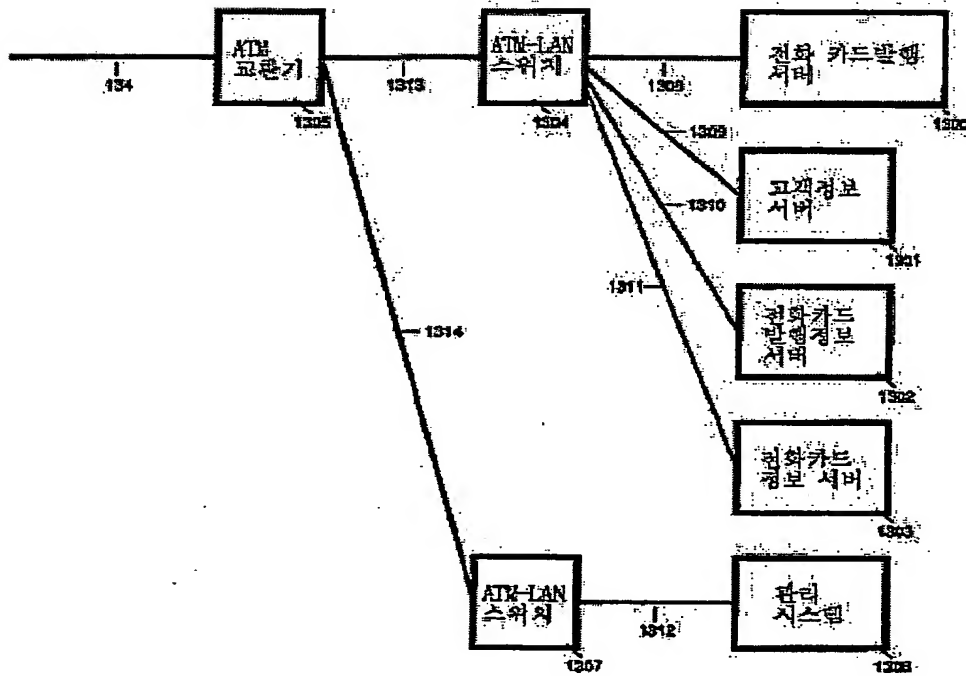 ATM
교환기
134
1305
1313
ATM-LAN
스위치
1304
전화 카드발행
서버
1300
1309
고객정보
서버
1301
1310
전화카드
발행정보
서버
1302
1311
전화카드
정보 서버
1303
1314
ATM-LAN
스위치
1307
1312
관리
시스템